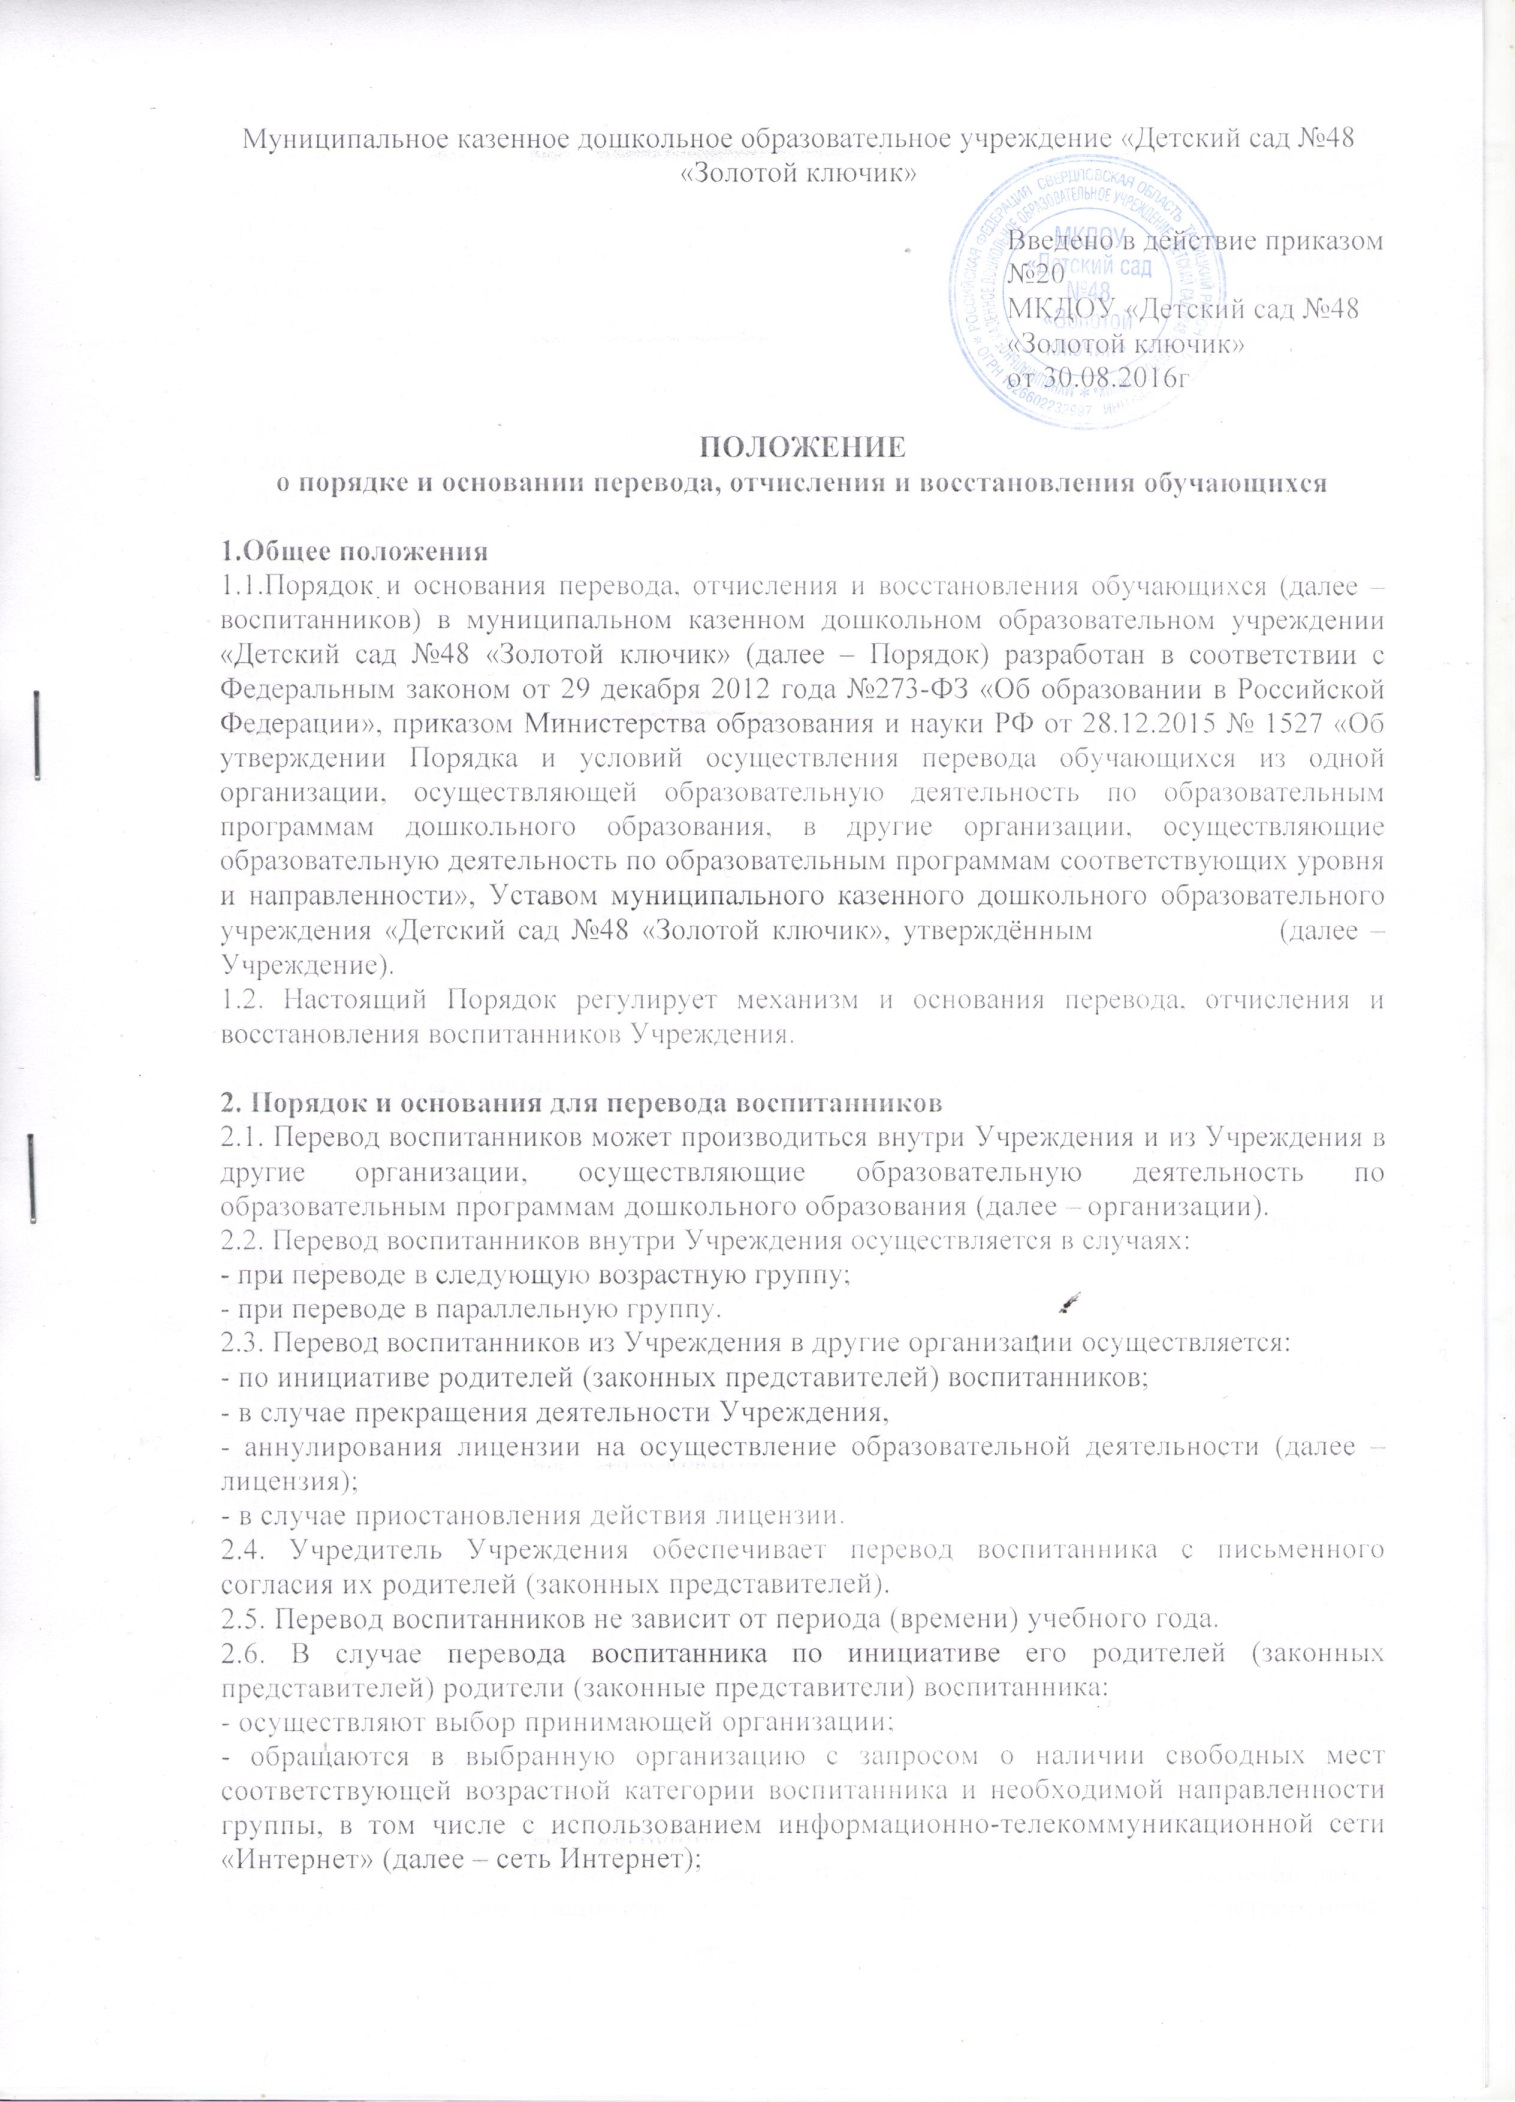 Муниципальное казенное дошкольное образовательное учреждение «Детский сад №48
«Золотой ключик»
Введено в действие приказом
№20
МКДОУ «Детский сад №48
«Золотой ключик»
от 30.08.2016г
РОССИЙСКАЯ ФЕДЕРАЦИЯ СВЕРДЛОВСКАЯ ОБЛАСТЬ
МКДОУ
«Детский сад
№48
«Золотой
ПОЛОЖЕНИЕ
о порядке и основании перевода, отчисления и восстановления обучающихся
1.Общее положения
1.1.Порядок и основания перевода, отчисления и восстановления обучающихся (далее –
воспитанников) в муниципальном казенном дошкольном образовательном учреждении
«Детский сад №48 «Золотой ключик» (далее – Порядок) разработан в соответствии с
Федеральным законом от 29 декабря 2012 года №273-ФЗ «Об образовании в Российской
Федерации», приказом Министерства образования и науки РФ от 28.12.2015 № 1527 «Об
утверждении Порядка и условий осуществления перевода обучающихся из одной
организации, осуществляющей образовательную деятельность по образовательным
программам дошкольного образования, в другие организации, осуществляющие
образовательную деятельность по образовательным программам соответствующих уровня
и направленности», Уставом муниципального казенного дошкольного образовательного
учреждения «Детский сад №48 «Золотой ключик», утверждённым (далее –
Учреждение).
1.2. Настоящий Порядок регулирует механизм и основания перевода, отчисления и
восстановления воспитанников Учреждения.
2. Порядок и основания для перевода воспитанников
2.1. Перевод воспитанников может производиться внутри Учреждения и из Учреждения в
другие организации, осуществляющие образовательную деятельность по
образовательным программам дошкольного образования (далее – организации).
2.2. Перевод воспитанников внутри Учреждения осуществляется в случаях:
- при переводе в следующую возрастную группу;
- при переводе в параллельную группу.
2.3. Перевод воспитанников из Учреждения в другие организации осуществляется:
- по инициативе родителей (законных представителей) воспитанников;
- в случае прекращения деятельности Учреждения,
- аннулирования лицензии на осуществление образовательной деятельности (далее –
лицензия);
- в случае приостановления действия лицензии.
2.4. Учредитель Учреждения обеспечивает перевод воспитанника с письменного
согласия их родителей (законных представителей).
2.5. Перевод воспитанников не зависит от периода (времени) учебного года.
2.6. В случае перевода воспитанника по инициативе его родителей (законных
представителей) родители (законные представители) воспитанника:
- осуществляют выбор принимающей организации;
- обращаются в выбранную организацию с запросом о наличии свободных мест
соответствующей возрастной категории воспитанника и необходимой направленности
группы, в том числе с использованием информационно-телекоммуникационной сети
«Интернет» (далее – сеть Интернет);